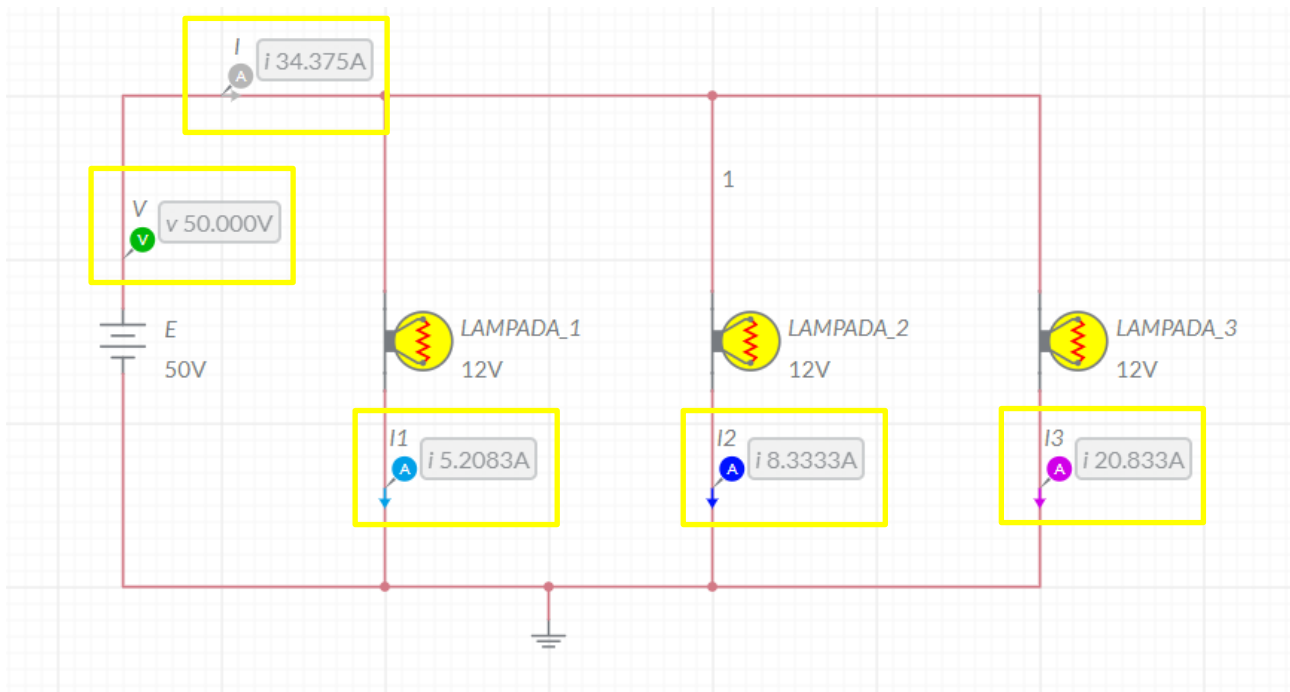 I
i 34.375A
A
V
v 50.000V
V
1
E
50V
LAMPADA_1
12V
LAMPADA_2
12V
LAMPADA_3
12V
I1
i 5.2083A
A
I2
i 8.3333A
A
I3
i 20.833A
A